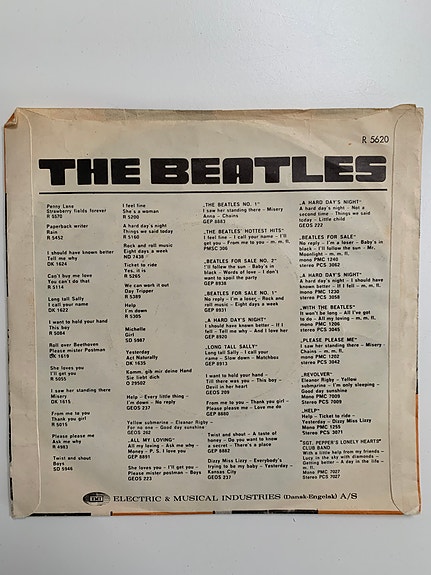 R 5620
THE BEATLES
Penny Lane
Strawberry fields forever
R 5570
Paperback writer
Rain
R 5452
I should have known better
Tell me why
DK 1624
Can't buy me love
You can't do that
R 5114
Long tall Sally
I call your name
DK 1622
I want to hold your hand
This boy
R 5084
Roll over Beethoven
Please mister Postman
DK 1619
She loves you
I'll get you
R 5055
I saw her standing there
Misery
DK 1615
From me to you
Thank you girl
R 5015
Please please me
Ask me why
R 4983
Twist and shout
Boys
SD 5946
I feel fine
She's a woman
R 5200
A hard day's night
Things we said today
R 5160
Rock and roll music
Eight days a week
ND 7438
Ticket to ride
Yes, it is
R 5265
We can work it out
Day Tripper
R 5389
Help
I'm down
R 5305
Michelle
Girl
SD 5987
Yesterday
Act Naturally
DK 1635
Komm, gib mir deine Hand
Sie liebt dich
O 29502
Help – Every little thing –
I'm down – No reply
GEOS 237
Yellow submarine – Eleanor Rigby –
For no one – Good day sunshine
GEOS 262
„ALL MY LOVING"
All my loving – Ask me why –
Money – P. S. I love you
GEP 8891
She loves you – I'll get you –
Please please me – Boys
GEOS 223
„THE BEATLES NO. 1"
I saw her standing there – Misery
Anna – Chains
GEP 8883
„THE BEATLES' HOTTEST HITS"
I feel fine – I call your name – I'll
get you – From me to you – m. m. fl.
PMSC 306
„BEATLES FOR SALE NO. 2"
I'll follow the sun – Baby's in
black – Words of love – I don't
want to spoil the party
GEP 8938
„BEATLES FOR SALE NO. 1"
No reply – I'm a loser – Rock and
roll music – Eight days a week
GEP 8931
„A HARD DAY'S NIGHT"
I should have known better – If I
fell – Tell me why – And I love her
GEP 8920
„LONG TALL SALLY"
Long tall Sally – I call your
name – Slow down – Matchbox
GEP 8913
I want to hold your hand –
Till there was you – This boy –
Devil in her heart
GEOS 209
From me to you – Thank you girl –
Please please me – Love me do
GEP 8880
Twist and shout – A taste of
honey – Do you want to know
a secret – There's a place
GEP 8882
Dizzy Miss Lizzy – Everybody's
trying to be my baby – Yesterday –
Kansas City
GEOS 237
„A HARD DAY'S NIGHT"
A hard day's night – Not a
second time – Things we said
today – Little child
GEOS 222
„BEATLES FOR SALE"
No reply – I'm a loser – Baby's in
black – I'll follow the sun – Mr.
Moonlight – m. m. fl.
mono PMC 1240
stereo PCS 3062
„A HARD DAY'S NIGHT"
A hard day's night – I should have
known better – If I fell – m. m. fl.
mono PMC 1230
stereo PCS 3058
„WITH THE BEATLES"
It won't be long – All I've got
to do – All my loving – m. m. fl.
mono PMC 1206
stereo PCS 3045
„PLEASE PLEASE ME"
I saw her standing there – Misery
Chains – m. m. fl.
mono PMC 1202
stereo PCS 3042
„REVOLVER"
Eleanor Rigby – Yellow
submarine – I'm only sleeping –
Good day sunshine
Mono PMC 7009
Stereo PCS 7009
„HELP"
Help – Ticket to ride –
Yesterday – Dizzy Miss Lizzy
Mono PMC 1255
Stereo PCS 3071
"SGT. PEPPER'S LONELY HEARTS"
CLUB BAND
With a little help from my friends –
Lucy in the sky with diamonds –
Getting better – A day in the life –
m. fl.
Mono PMC 7027
Stereo PCS 7027
EMI ELECTRIC & MUSICAL INDUSTRIES (Dansk-Engelsk) A/S